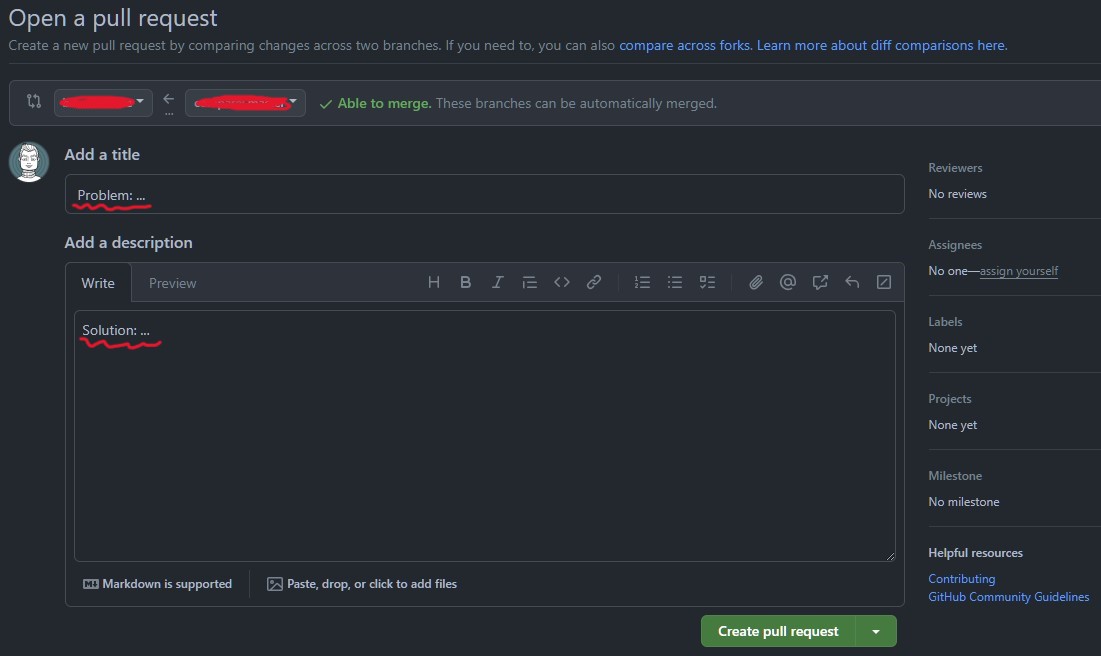 Open a pull request
Create a new pull request by comparing changes across two branches. If you need to, you can also compare across forks. Learn more about diff comparisons here.
Able to merge. These branches can be automatically merged.
Add a title
Problem: ...
Add a description
Write Preview
Solution: ...
Markdown is supported Paste, drop, or click to add files
Create pull request
Reviewers
No reviews
Assignees
No one—assign yourself
Labels
None yet
Projects
None yet
Milestone
No milestone
Helpful resources
Contributing
GitHub Community Guidelines